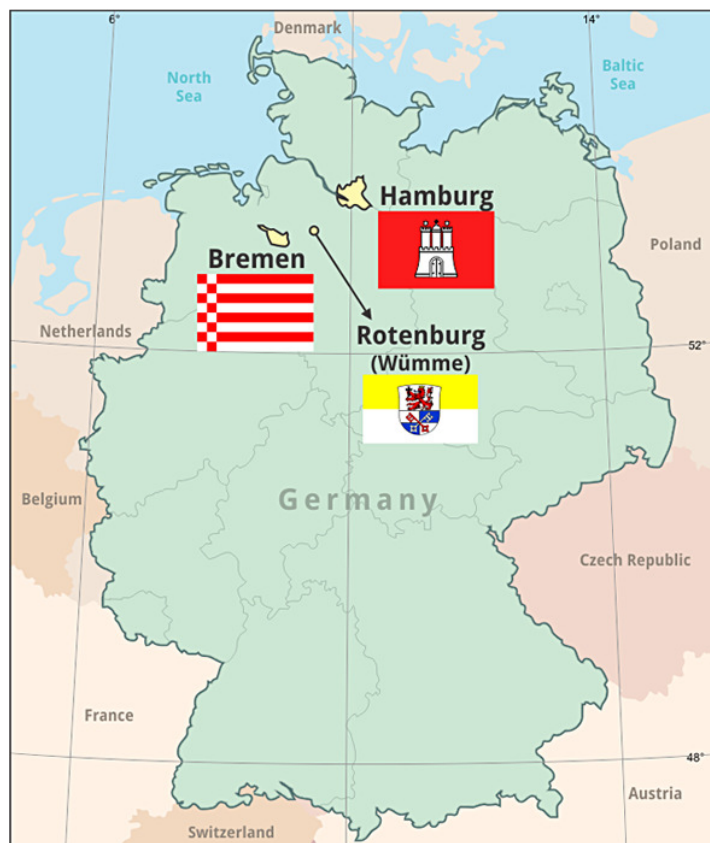 6°
Denmark
14°
North
Sea
Baltic
Sea
Hamburg
Bremen
Poland
Netherlands
Rotenburg
(Wümme)
52°
Belgium
Germany
Czech Republic
France
48°
Austria
Switzerland